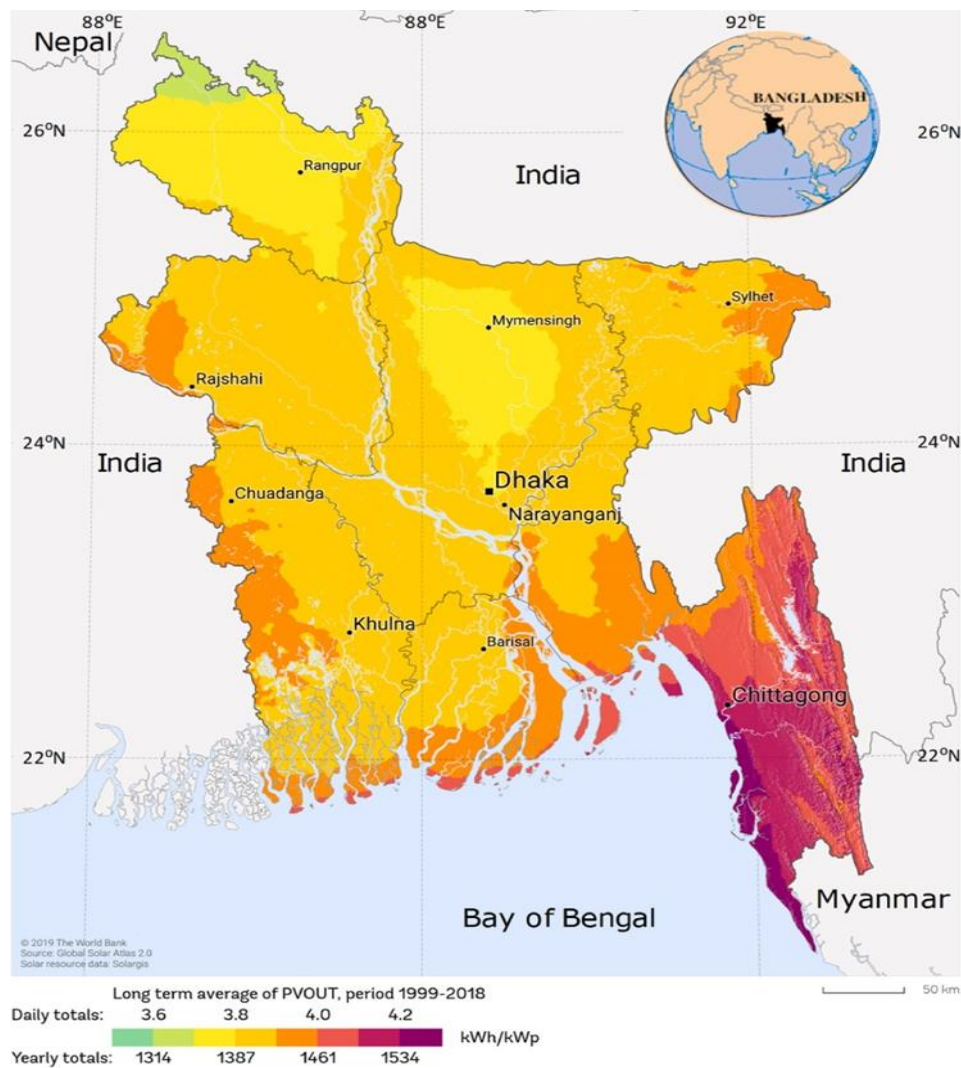 88°E 88°E 92°E
Nepal
BANGLADESH
26°N 26°N
Rangpur
India
Sylhet
Mymensingh
Rajshahi
24°N 24°N
India India
Dhaka
Chuadanga
Narayanganj
Khulna
Barisal
Chittagong
22°N 22°N
Myanmar
Bay of Bengal
© 2019 The World Bank
Source: Global Solar Atlas 2.0
Solar resource data: Solargis
50 km
Long term average of PVOUT, period 1999-2018
Daily totals: 3.6 3.8 4.0 4.2
kWh/kWp
Yearly totals: 1314 1387 1461 1534